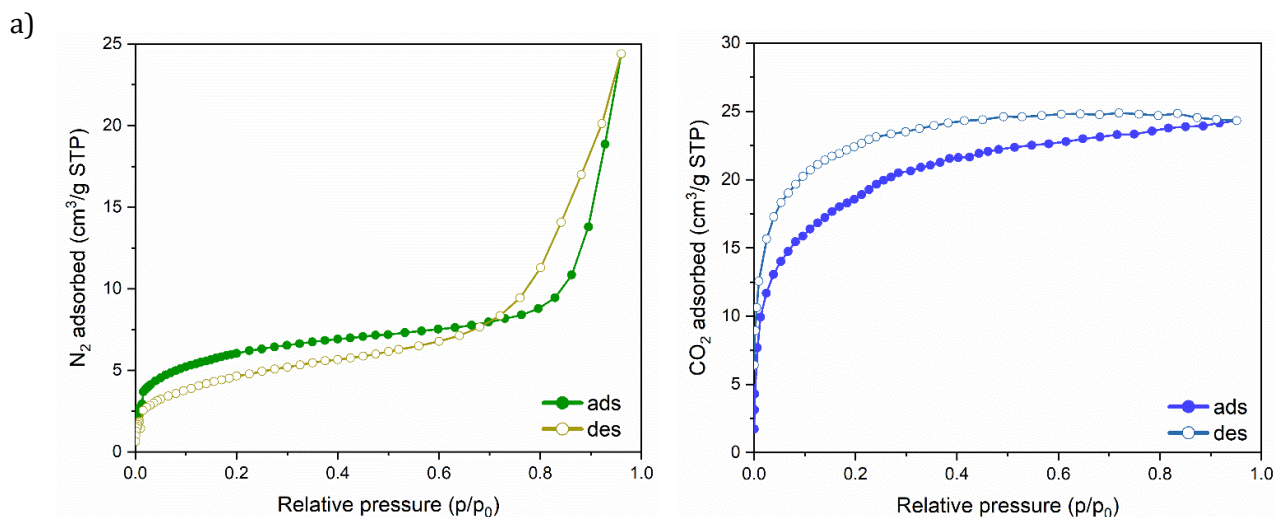 a)
25
20
15
10
5
0
N₂ adsorbed (cm³/g STP)
ads
des
0.0 0.2 0.4 0.6 0.8 1.0
Relative pressure (p/p₀)
30
25
20
15
10
5
0
CO₂ adsorbed (cm³/g STP)
ads
des
0.0 0.2 0.4 0.6 0.8 1.0
Relative pressure (p/p₀)